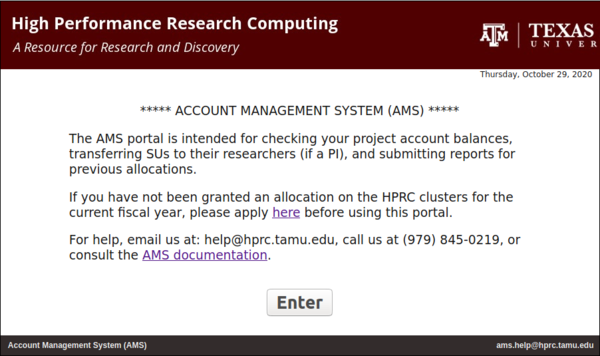 High Performance Research Computing
A Resource for Research and Discovery
ĀTM TEXAS
UNIVER
Thursday, October 29, 2020
***** ACCOUNT MANAGEMENT SYSTEM (AMS) *****
The AMS portal is intended for checking your project account balances,
transferring SUs to their researchers (if a PI), and submitting reports for
previous allocations.
If you have not been granted an allocation on the HPRC clusters for the
current fiscal year, please apply here before using this portal.
For help, email us at: help@hprc.tamu.edu, call us at (979) 845-0219, or
consult the AMS documentation.
Enter
Account Management System (AMS)
ams.help@hprc.tamu.edu